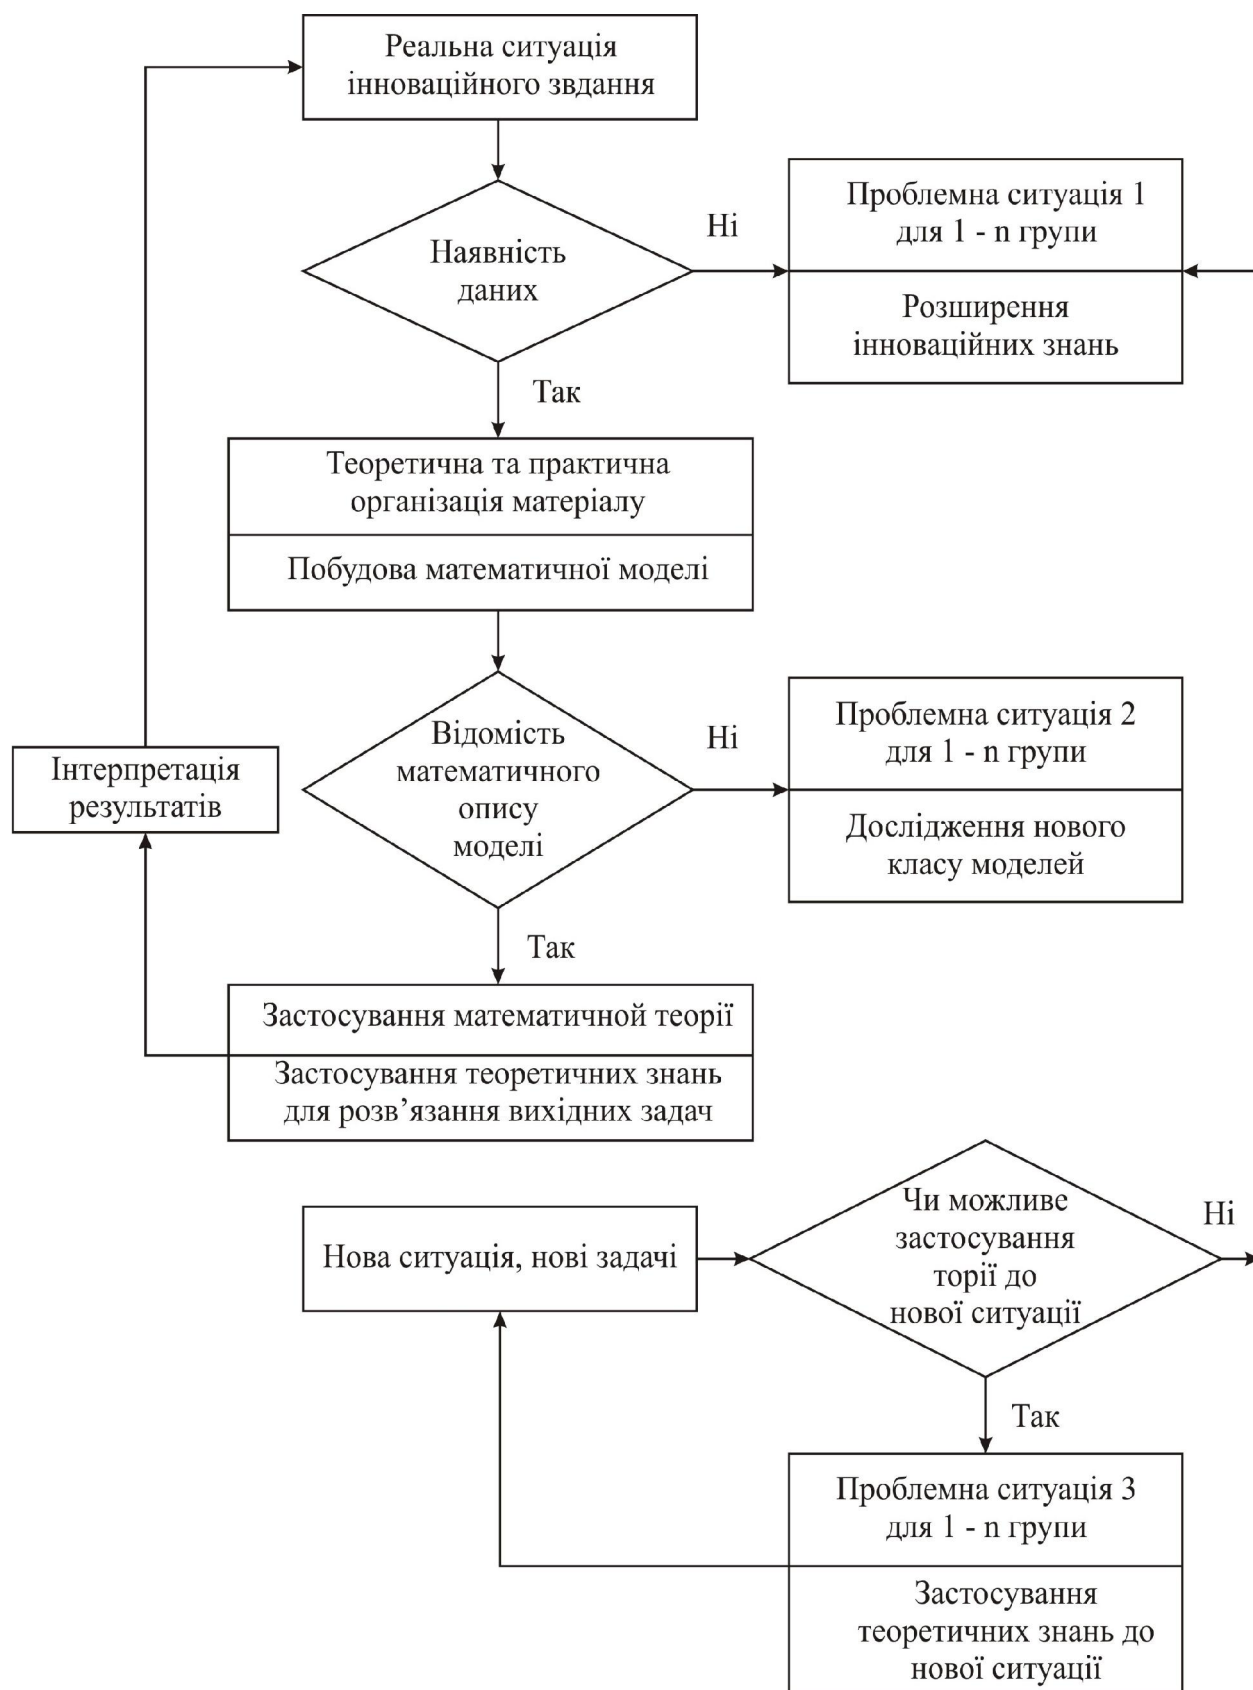 Реальна ситуація
інноваційного звдання
Наявність
даних
Ні
Проблемна ситуація 1
для 1 - n групи
Розширення
інноваційних знань
Так
Теоретична та практична
організація матеріалу
Побудова математичної моделі
Відомість
математичного
опису
моделі
Ні
Проблемна ситуація 2
для 1 - n групи
Дослідження нового
класу моделей
Інтерпретація
результатів
Так
Застосування математичной теорії
Застосування теоретичних знань
для розв’язання вихідних задач
Нова ситуація, нові задачі
Чи можливе
застосування
торії до
нової ситуації
Ні
Так
Проблемна ситуація 3
для 1 - n групи
Застосування
теоретичних знань до
нової ситуації